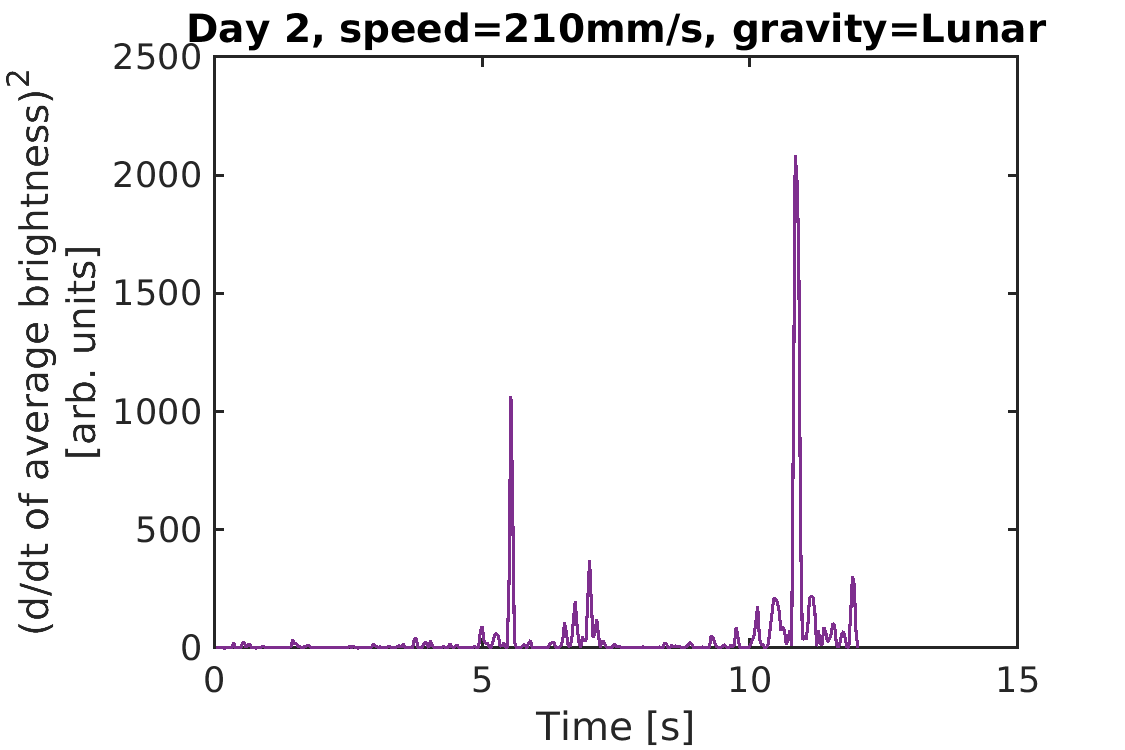 Day 2, speed=210mm/s, gravity=Lunar
(d/dt of average brightness)²
[arb. units]
2500
2000
1500
1000
500
0
0 5 10 15
Time [s]